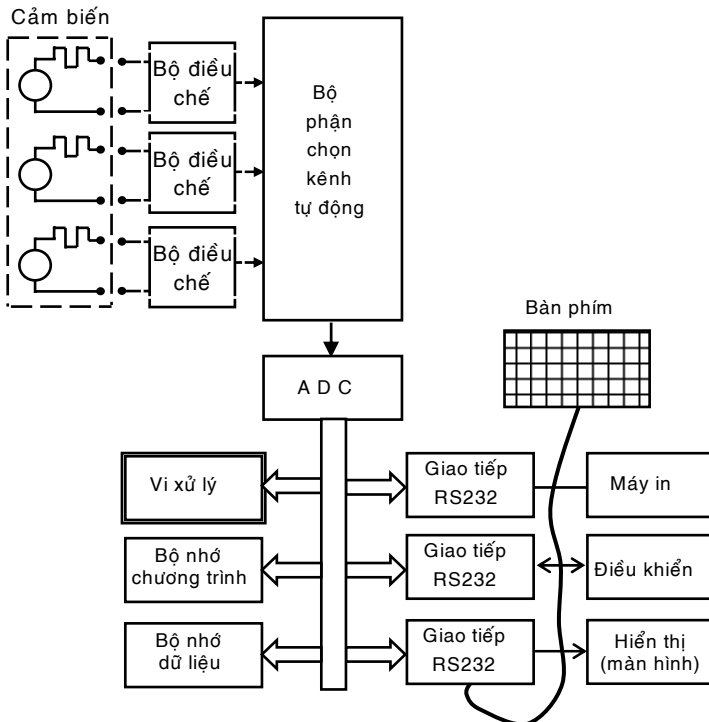 Cảm biến
Bộ điều
chế
Bộ điều
chế
Bộ điều
chế
Bộ
phận
chọn
kênh
tự động
Bàn phím
A D C
Vi xử lý
Giao tiếp
RS232
Máy in
Bộ nhớ
chương trình
Giao tiếp
RS232
Điều khiển
Bộ nhớ
dữ liệu
Giao tiếp
RS232
Hiển thị
(màn hình)